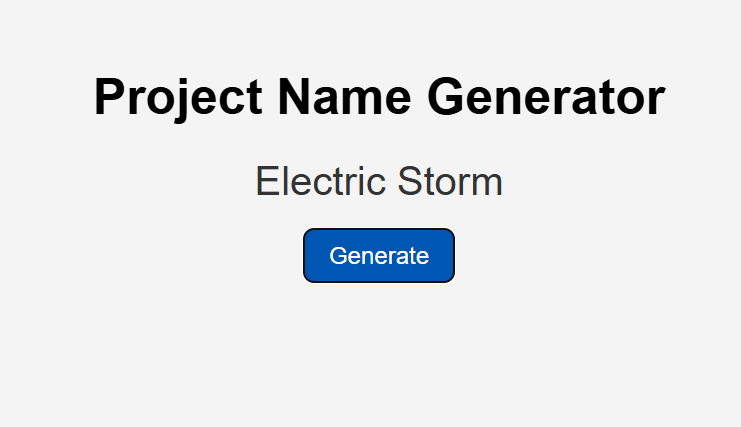 Project Name Generator
Electric Storm
Generate